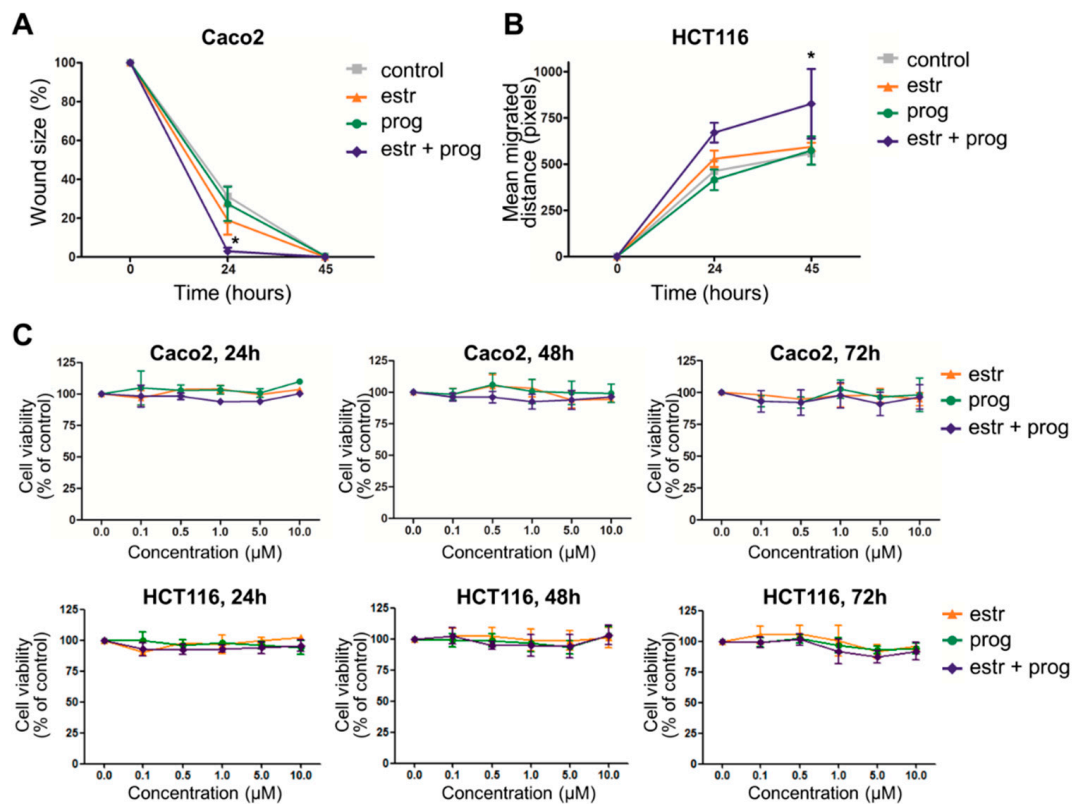 A
Caco2
Wound size (%)
100
80
60
40
20
0
*
0
24
45
Time (hours)
control
estr
prog
estr + prog
B
HCT116
Mean migrated
distance (pixels)
1000
750
500
250
0
*
0
24
45
Time (hours)
control
estr
prog
estr + prog
C
Caco2, 24h
Cell viability
(% of control)
125
100
75
50
25
0
0.0 0.1 0.5 1.0 5.0 10.0
Concentration (µM)
Caco2, 48h
Cell viability
(% of control)
125
100
75
50
25
0
0.0 0.1 0.5 1.0 5.0 10.0
Concentration (µM)
Caco2, 72h
Cell viability
(% of control)
125
100
75
50
25
0
0.0 0.1 0.5 1.0 5.0 10.0
Concentration (µM)
estr
prog
estr + prog
HCT116, 24h
Cell viability
(% of control)
125
100
75
50
25
0
0.0 0.1 0.5 1.0 5.0 10.0
Concentration (µM)
HCT116, 48h
Cell viability
(% of control)
125
100
75
50
25
0
0.0 0.1 0.5 1.0 5.0 10.0
Concentration (µM)
HCT116, 72h
Cell viability
(% of control)
125
100
75
50
25
0
0.0 0.1 0.5 1.0 5.0 10.0
Concentration (µM)
estr
prog
estr + prog